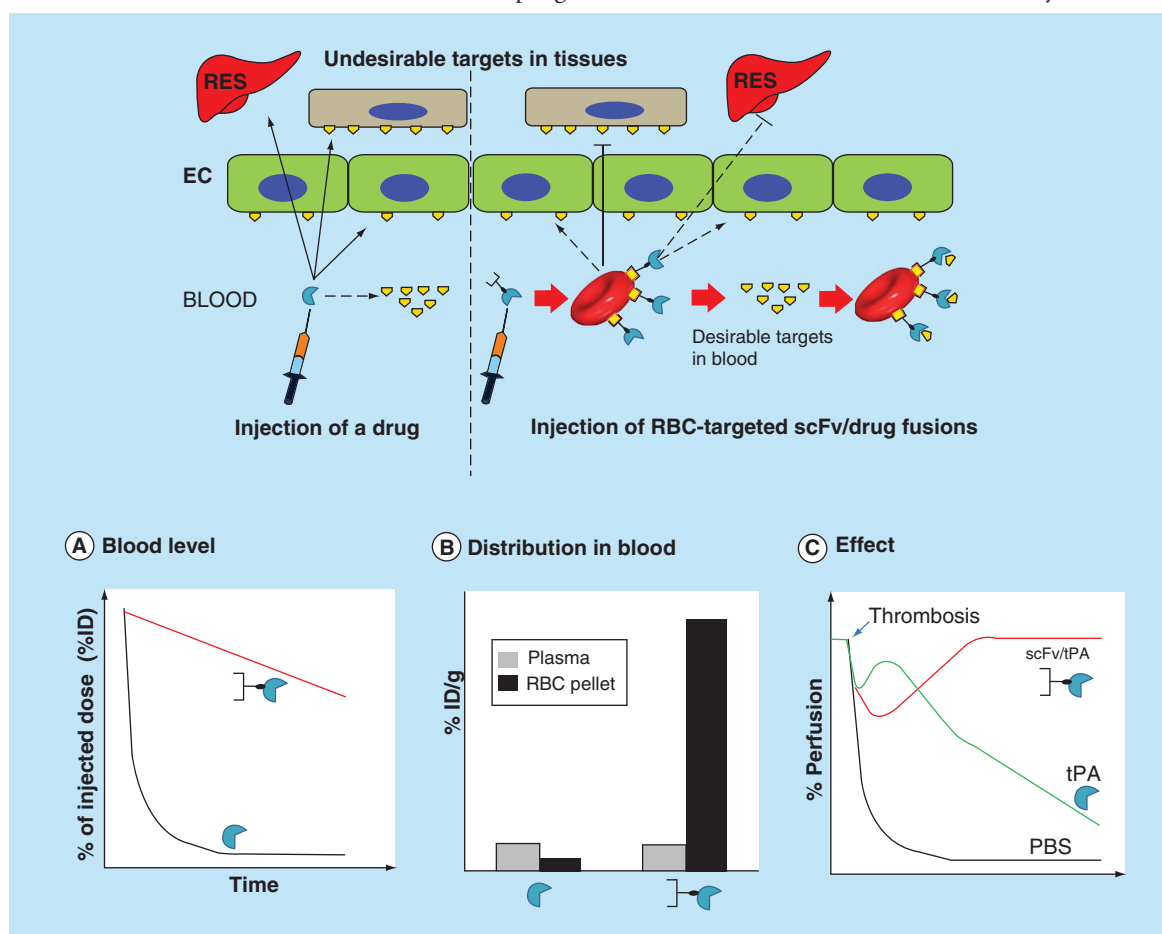 Undesirable targets in tissues
RES
RES
EC
BLOOD
Desirable targets
in blood
Injection of a drug
Injection of RBC-targeted scFv/drug fusions
A Blood level
% of injected dose (%ID)
Time
B Distribution in blood
% ID/g
Plasma
RBC pellet
C Effect
% Perfusion
Thrombosis
scFv/tPA
tPA
PBS